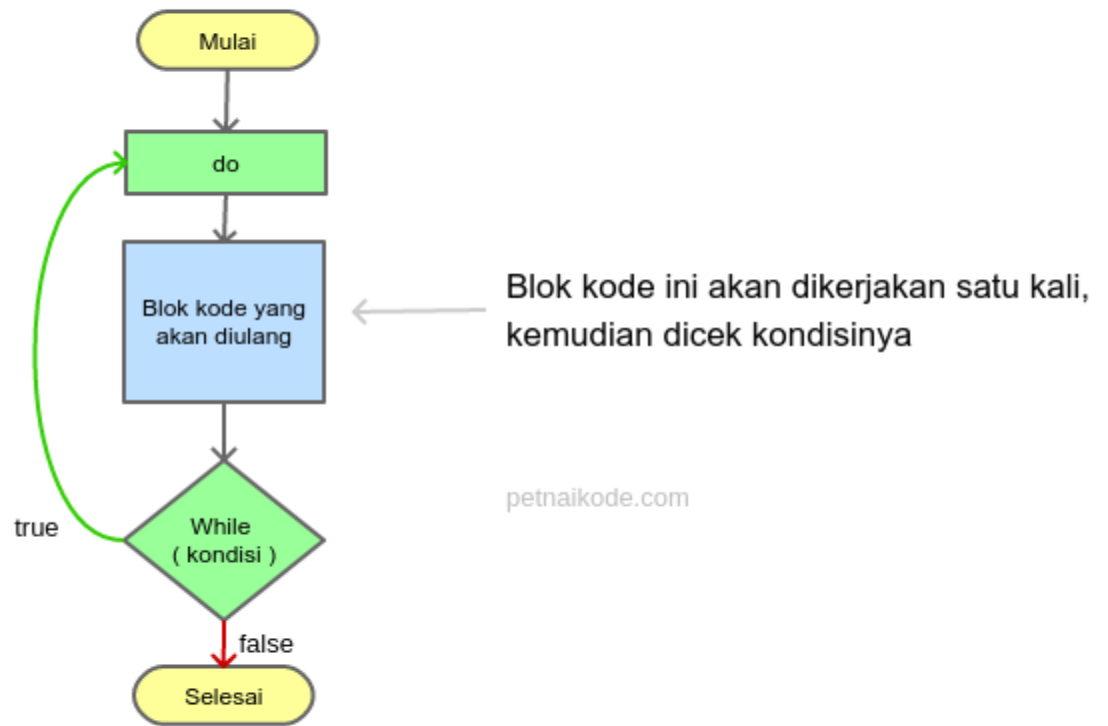 Mulai
do
Blok kode yang
akan diulang
Blok kode ini akan dikerjakan satu kali,
kemudian dicek kondisinya
petnaikode.com
true
While
( kondisi )
false
Selesai